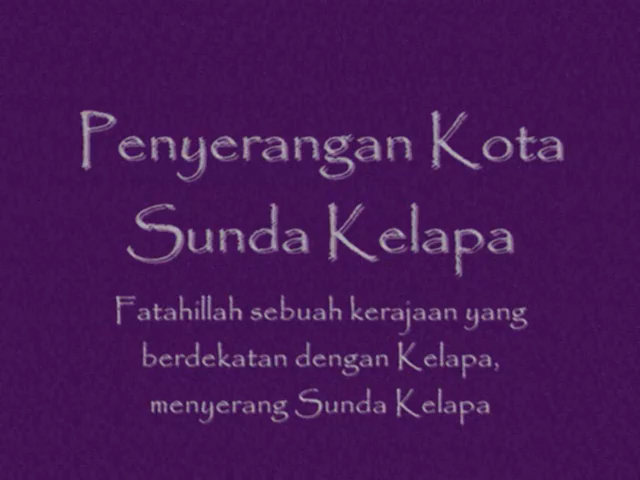 Penyerangan Kota
Sunda Kelapa
Fatahillah sebuah kerajaan yang
berdekatan dengan Kelapa,
menyerang Sunda Kelapa